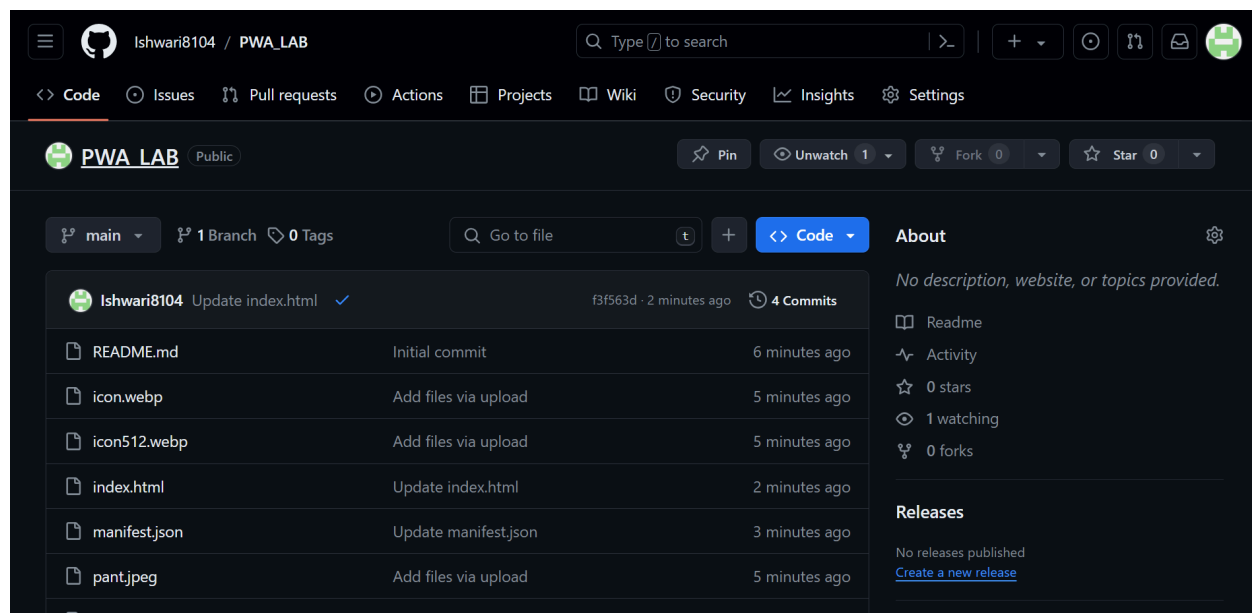 Ishwari8104 / PWA_LAB
Type / to search
Code Issues Pull requests Actions Projects Wiki Security Insights Settings
PWA_LAB Public
Pin Unwatch 1 Fork 0 Star 0
main 1 Branch 0 Tags Go to file t + Code
Ishwari8104 Update index.html f3f563d · 2 minutes ago 4 Commits
README.md Initial commit 6 minutes ago
icon.webp Add files via upload 5 minutes ago
icon512.webp Add files via upload 5 minutes ago
index.html Update index.html 2 minutes ago
manifest.json Update manifest.json 3 minutes ago
pant.jpeg Add files via upload 5 minutes ago
About
No description, website, or topics provided.
Readme
Activity
0 stars
1 watching
0 forks
Releases
No releases published
Create a new release